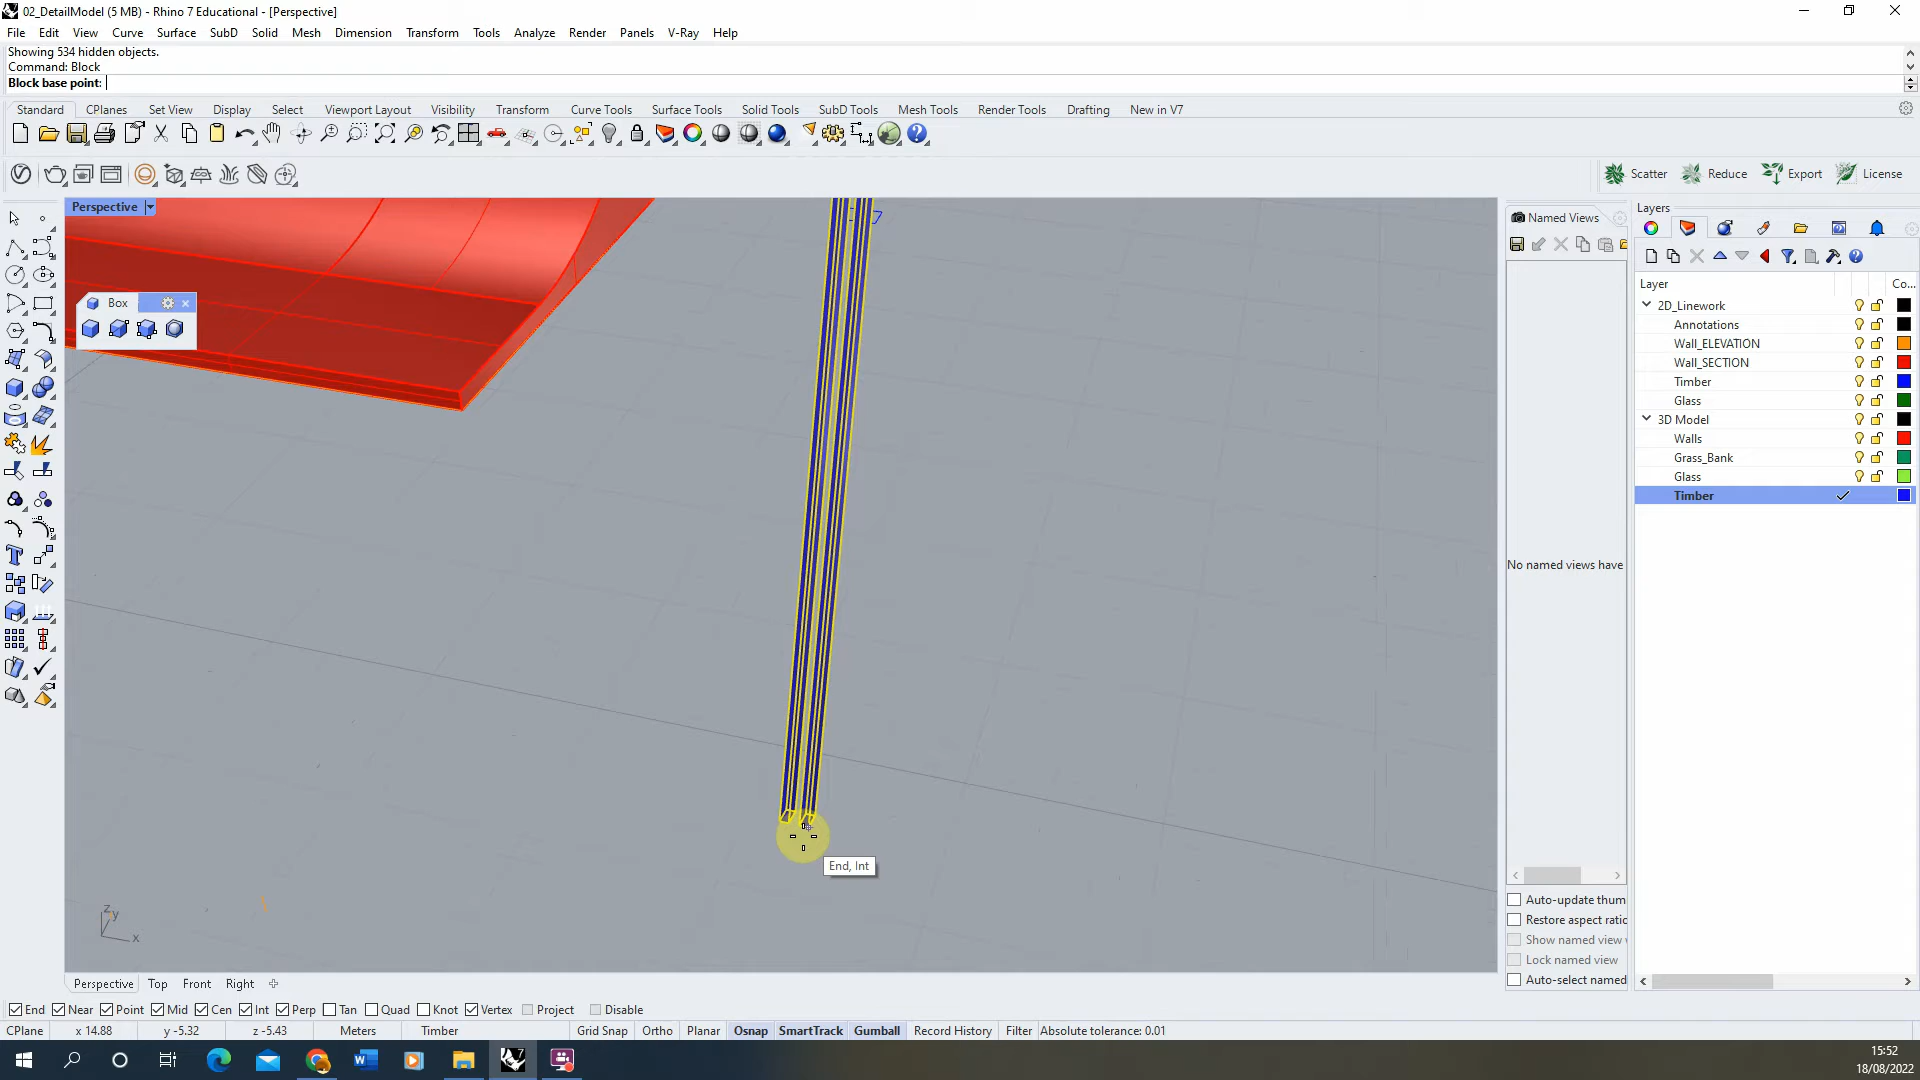 02_DetailModel (5 MB) - Rhino 7 Educational - [Perspective]
File Edit View Curve Surface SubD Solid Mesh Dimension Transform Tools Analyze Render Panels V-Ray Help
Showing 534 hidden objects.
Command: Block
Block base point:
Standard CPlanes Set View Display Select Viewport Layout Visibility Transform Curve Tools Surface Tools Solid Tools SubD Tools Mesh Tools Render Tools Drafting New in V7
Scatter Reduce Export License
Perspective
Box
End, Int
z y x
Named Views
No named views have
Auto-update thum
Restore aspect ratio
Show named view
Lock named view
Auto-select named
Layers
Layer Co...
2D_Linework
Annotations
Wall_ELEVATION
Wall_SECTION
Timber
Glass
3D Model
Walls
Grass_Bank
Glass
Timber
Perspective Top Front Right
End Near Point Mid Cen Int Perp Tan Quad Knot Vertex Project Disable
CPlane x 14.88 y -5.32 z -5.43 Meters Timber Grid Snap Ortho Planar Osnap SmartTrack Gumball Record History Filter Absolute tolerance: 0.01
15:52
18/08/2022